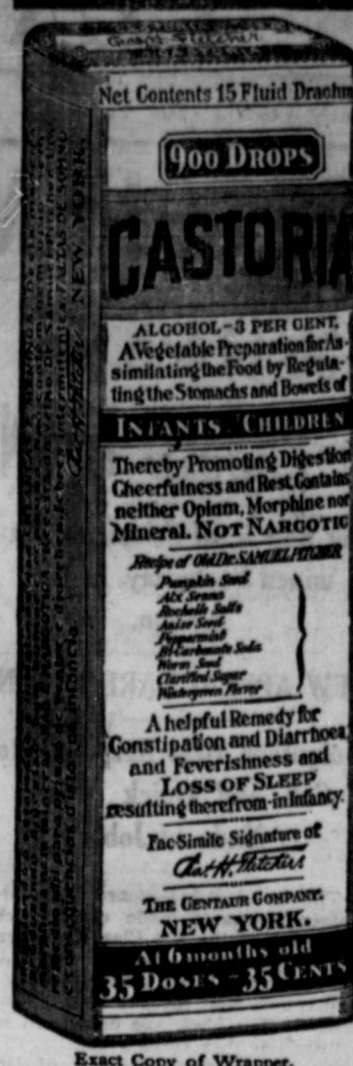 Net Contents 15 Fluid Drachm
900 DROPS
CASTORIA
ALCOHOL-3 PER CENT.
AVegetable Preparation for As-
similating the Food by Regula-
ting the Stomachs and Bowels of
INFANTS. CHILDREN
Thereby Promoting Digestion
Cheerfulness and Rest. Contains
neither Opium, Morphine nor
Mineral. NOT NARCOTIC
Recipe of Old Dr. SAMUEL PITCHER
Pumpkin Seed
Alx Senna
Rochelle Salts
Anise Seed
Peppermint
Bi-Carbonate Soda
Worm Seed
Clarified Sugar
Wintergreen Flavor
A helpful Remedy for
Constipation and Diarrhoea,
and Feverishness and
LOSS OF SLEEP
resulting therefrom-in Infancy.
Fac-Simile Signature of
Chas. H. Fletcher.
THE CENTAUR COMPANY.
NEW YORK.
At 6 months old
35 DOSES - 35 CENTS
Chas. H. Fletcher. NEW YORK.
Exact Copy of Wrapper.